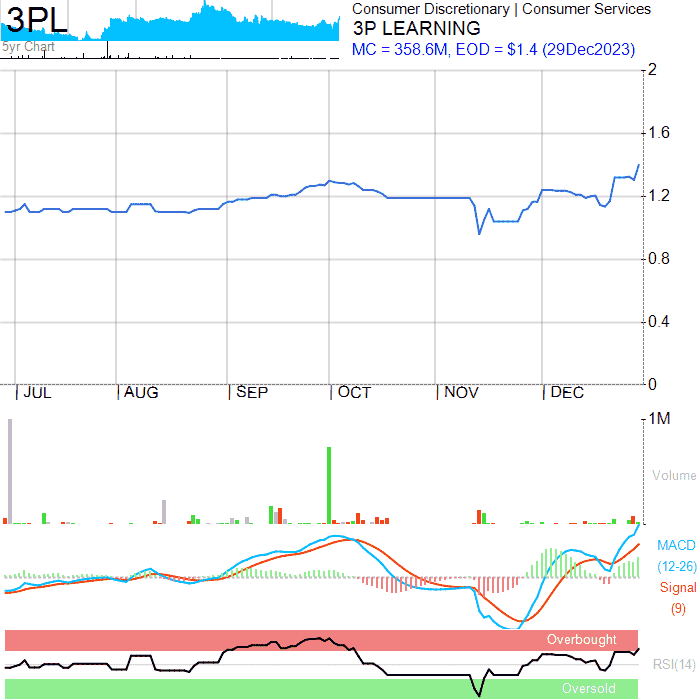 3PL
5yr Chart
Consumer Discretionary | Consumer Services
3P LEARNING
MC = 358.6M, EOD = $1.4 (29Dec2023)
2
1.6
1.2
0.8
0.4
0
JUL
AUG
SEP
OCT
NOV
DEC
1M
Volume
MACD
(12-26)
Signal
(9)
Overbought
RSI(14)
Oversold